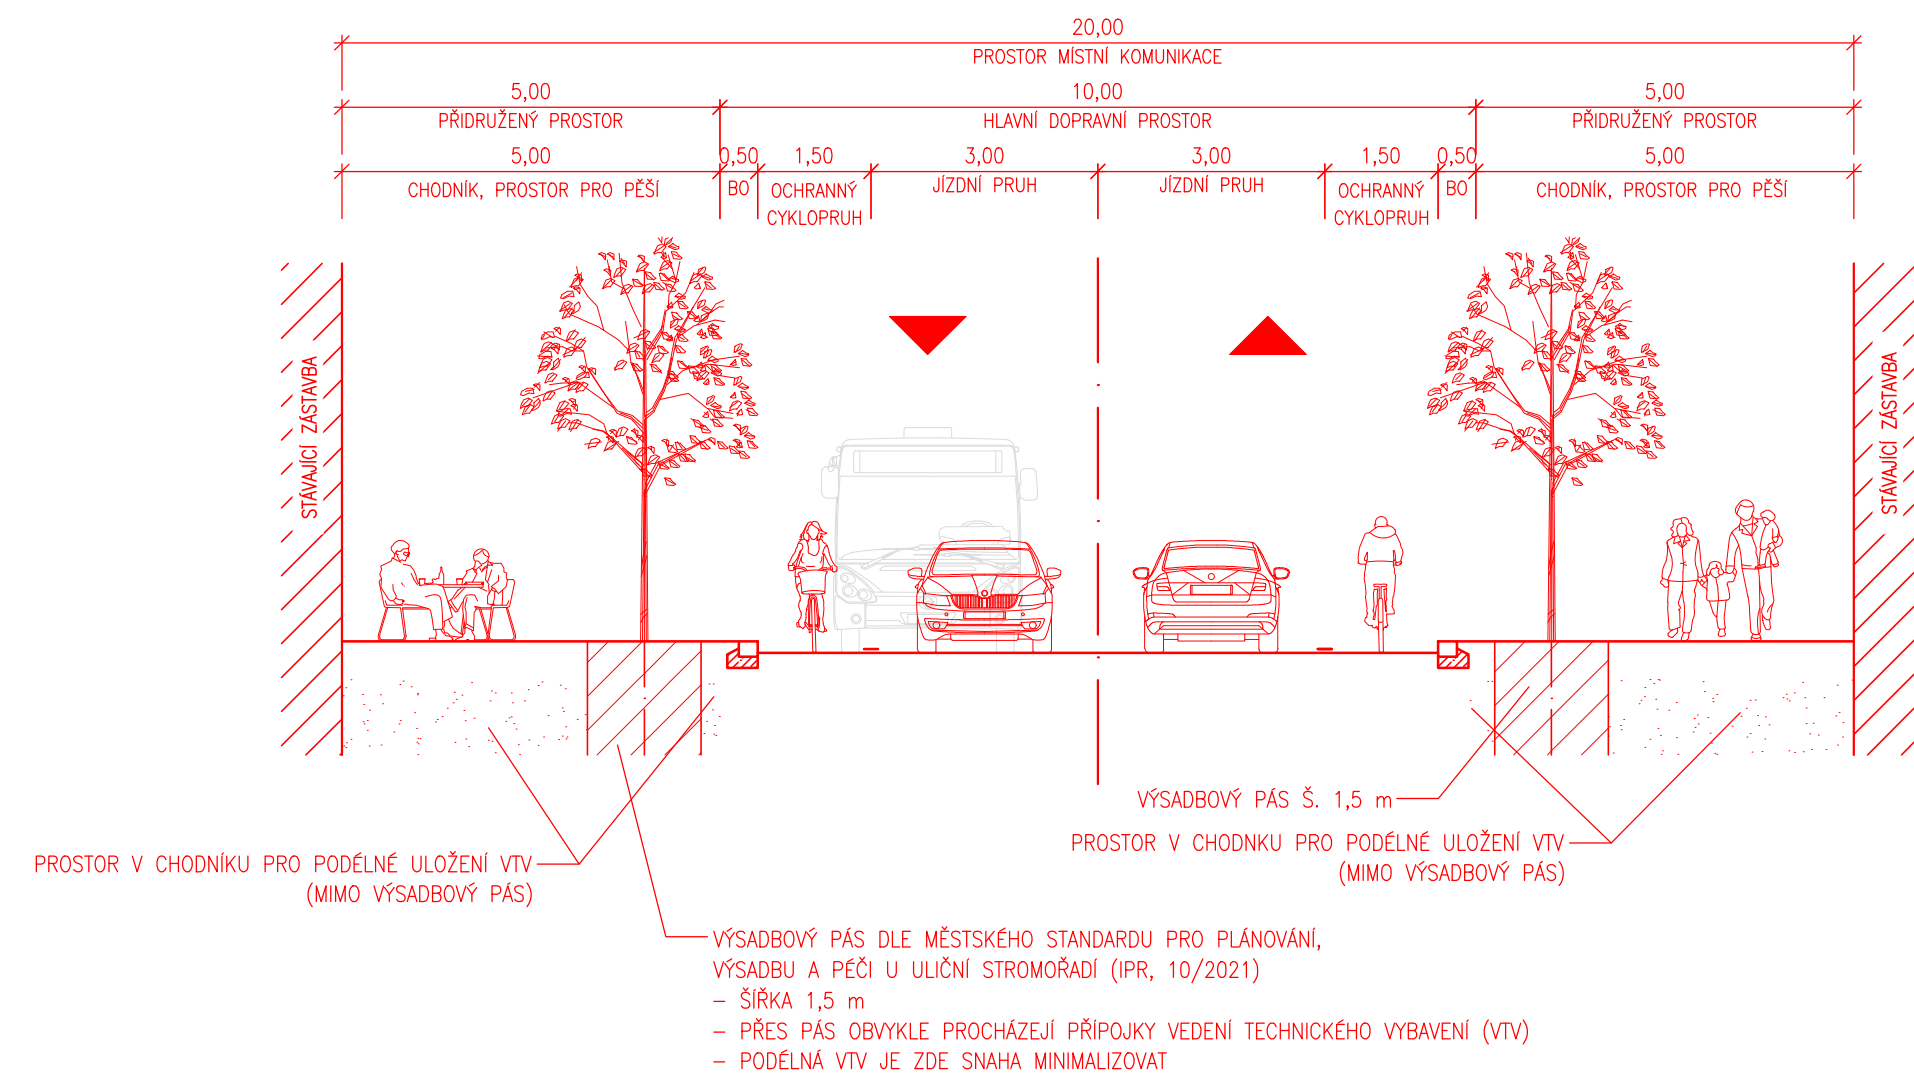 20,00
PROSTOR MÍSTNÍ KOMUNIKACE
5,00
10,00
5,00
PŘIDRUŽENÝ PROSTOR
HLAVNÍ DOPRAVNÍ PROSTOR
PŘIDRUŽENÝ PROSTOR
5,00
0,50
1,50
3,00
3,00
1,50
0,50
5,00
CHODNÍK, PROSTOR PRO PĚŠÍ
BO
OCHRANNÝ
CYKLOPRUH
JÍZDNÍ PRUH
JÍZDNÍ PRUH
OCHRANNÝ
CYKLOPRUH
BO
CHODNÍK, PROSTOR PRO PĚŠÍ
STÁVAJÍCÍ ZÁSTAVBA
STÁVAJÍCÍ ZÁSTAVBA
VÝSADBOVÝ PÁS Š. 1,5 m
PROSTOR V CHODNKU PRO PODÉLNÉ ULOŽENÍ VTV
(MIMO VÝSADBOVÝ PÁS)
PROSTOR V CHODNÍKU PRO PODÉLNÉ ULOŽENÍ VTV
(MIMO VÝSADBOVÝ PÁS)
VÝSADBOVÝ PÁS DLE MĚSTSKÉHO STANDARDU PRO PLÁNOVÁNÍ,
VÝSADBU A PÉČI U ULIČNÍ STROMOŘADÍ (IPR, 10/2021)
– ŠÍŘKA 1,5 m
– PŘES PÁS OBVYKLE PROCHÁZEJÍ PŘÍPOJKY VEDENÍ TECHNICKÉHO VYBAVENÍ (VTV)
– PODÉLNÁ VTV JE ZDE SNAHA MINIMALIZOVAT